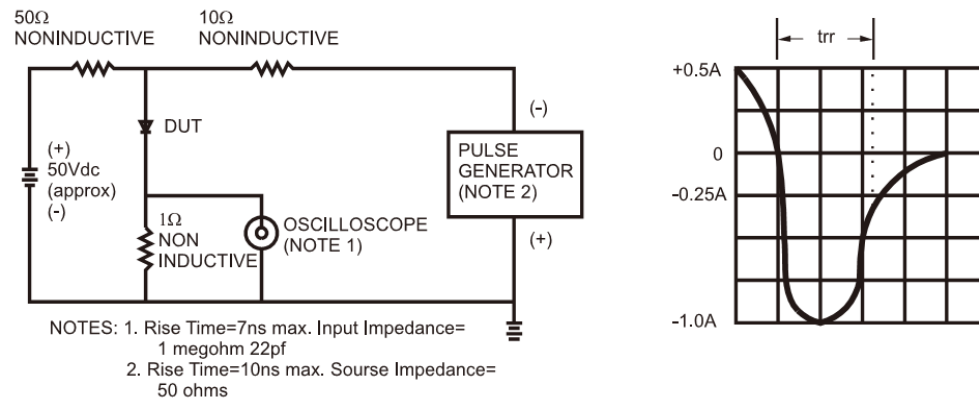 50Ω
NONINDUCTIVE
10Ω
NONINDUCTIVE
DUT
(+)
50Vdc
(approx)
(-)
1Ω
NON
INDUCTIVE
OSCILLOSCOPE
(NOTE 1)
(-)
PULSE
GENERATOR
(NOTE 2)
(+)
NOTES: 1. Rise Time=7ns max. Input Impedance=
1 megohm 22pf
2. Rise Time=10ns max. Sourse Impedance=
50 ohms
trr
+0.5A
0
-0.25A
-1.0A